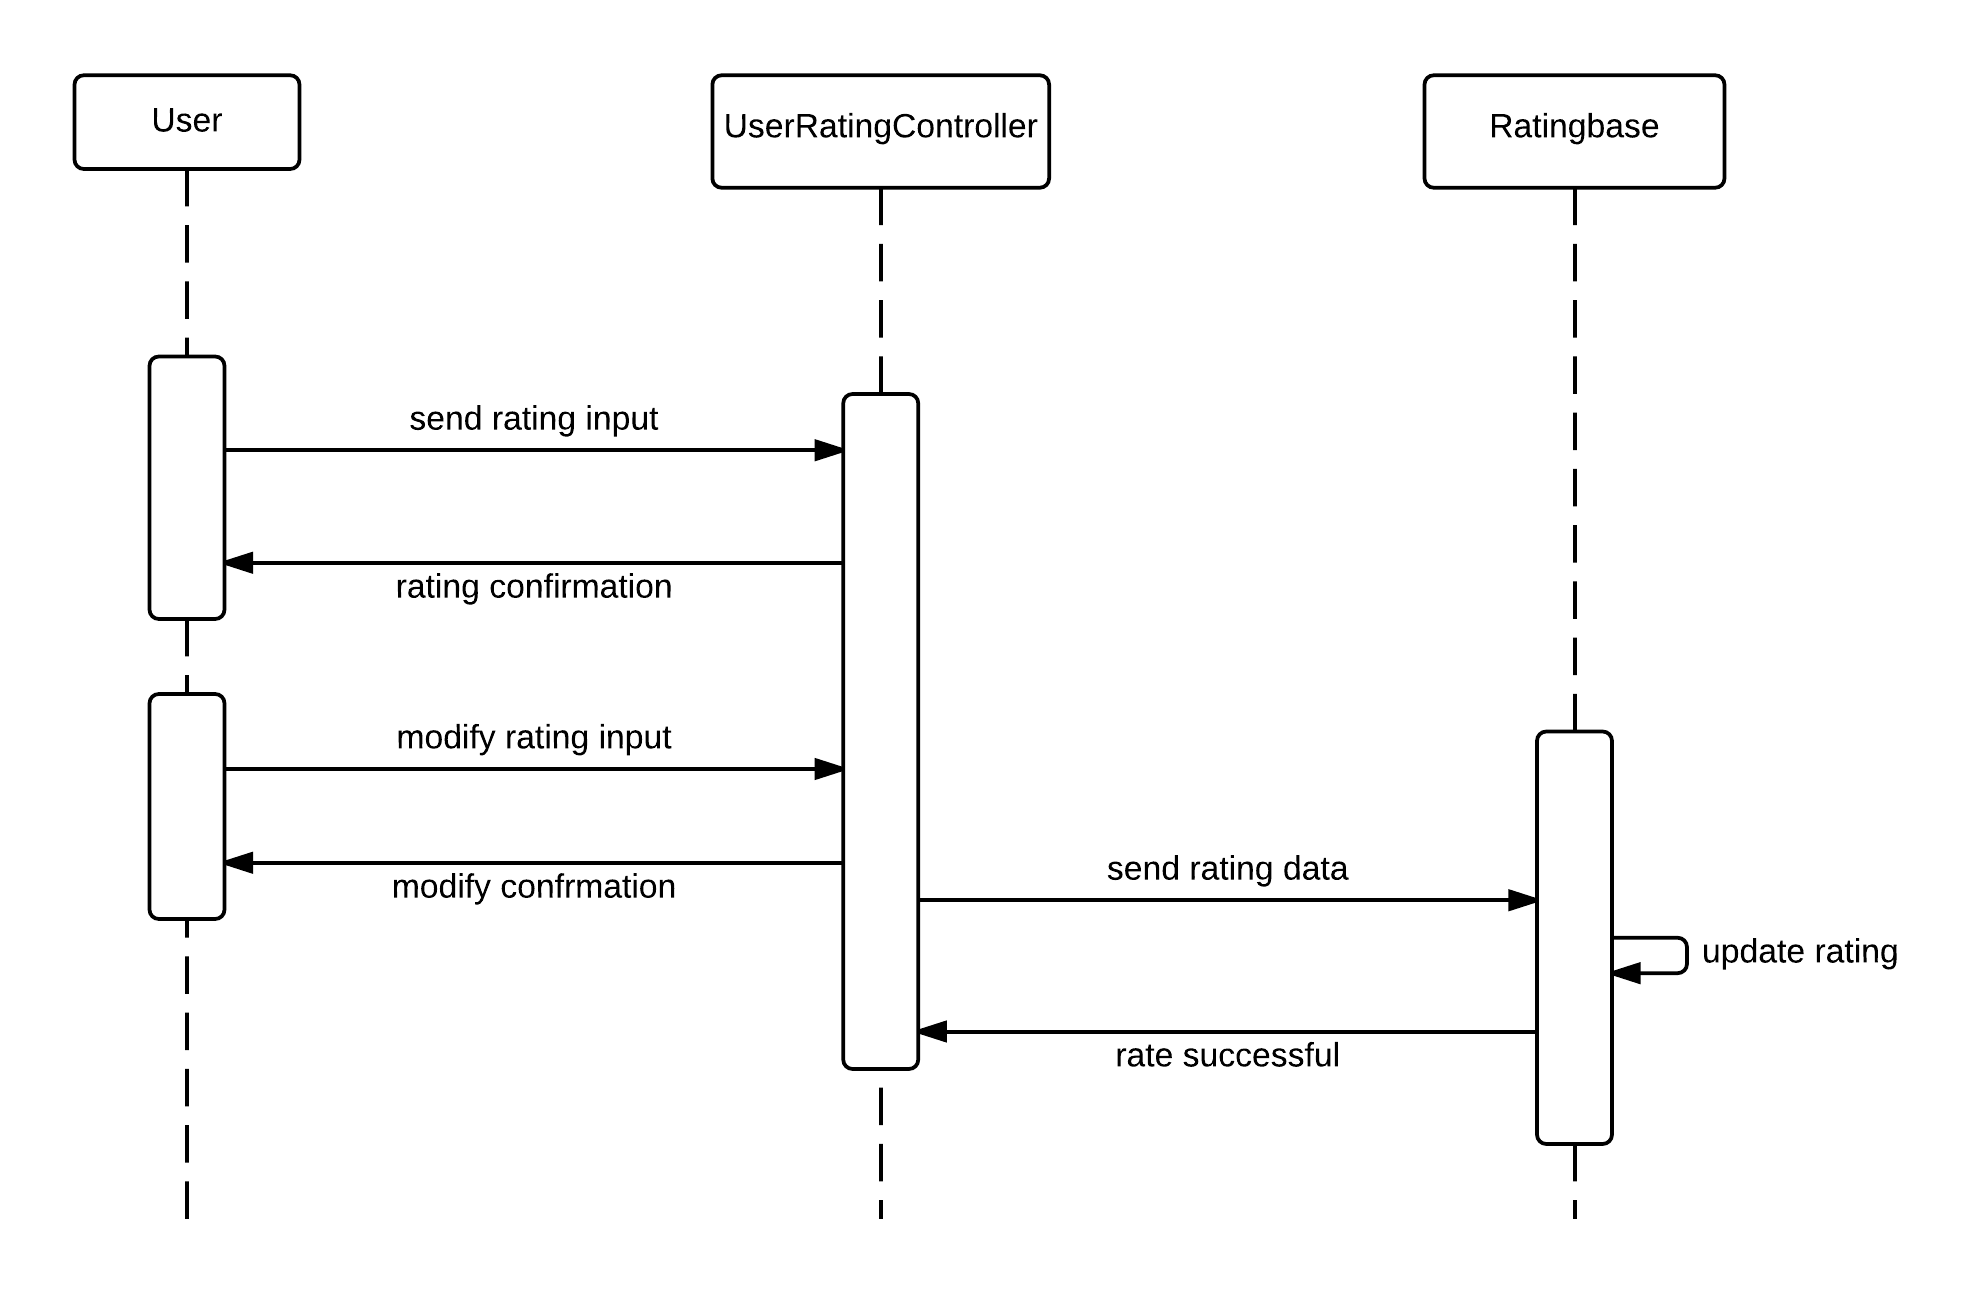 User
UserRatingController
Ratingbase
send rating input
rating confirmation
modify rating input
modify confrmation
send rating data
update rating
rate successful